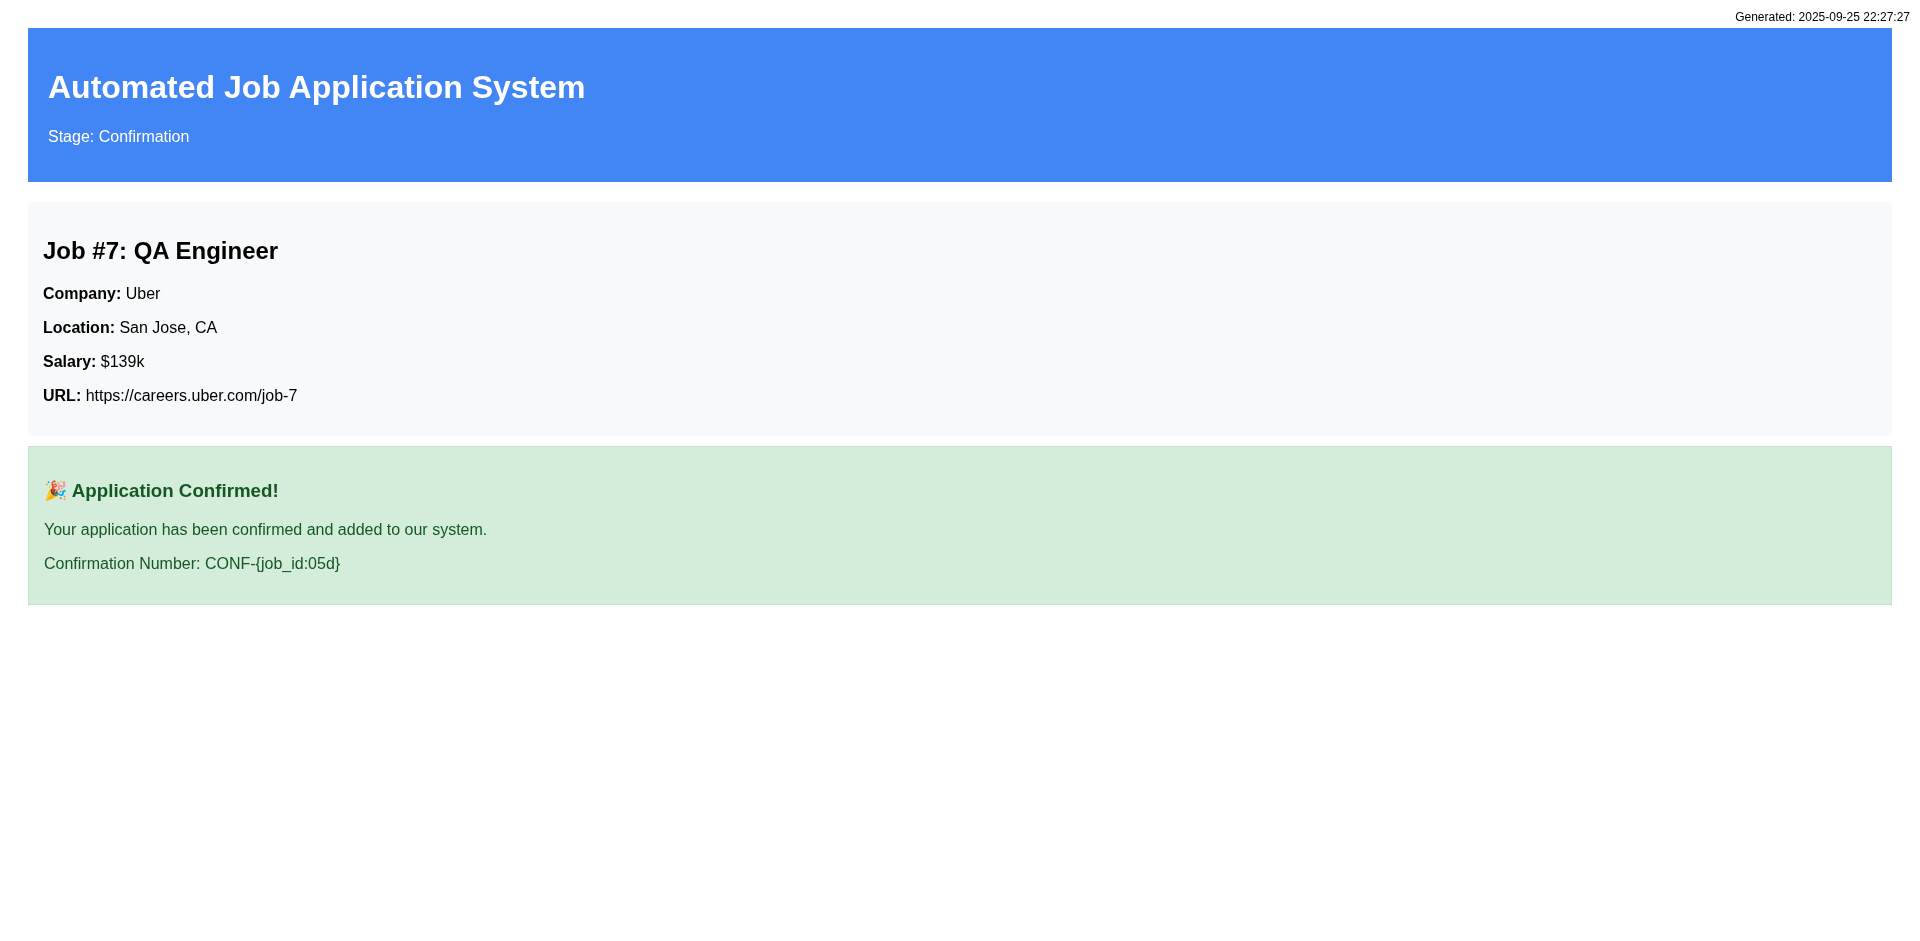 Generated: 2025-09-25 22:27:27
Automated Job Application System
Stage: Confirmation
Job #7: QA Engineer
Company: Uber
Location: San Jose, CA
Salary: $139k
URL: https://careers.uber.com/job-7
🎉 Application Confirmed!
Your application has been confirmed and added to our system.
Confirmation Number: CONF-{job_id:05d}